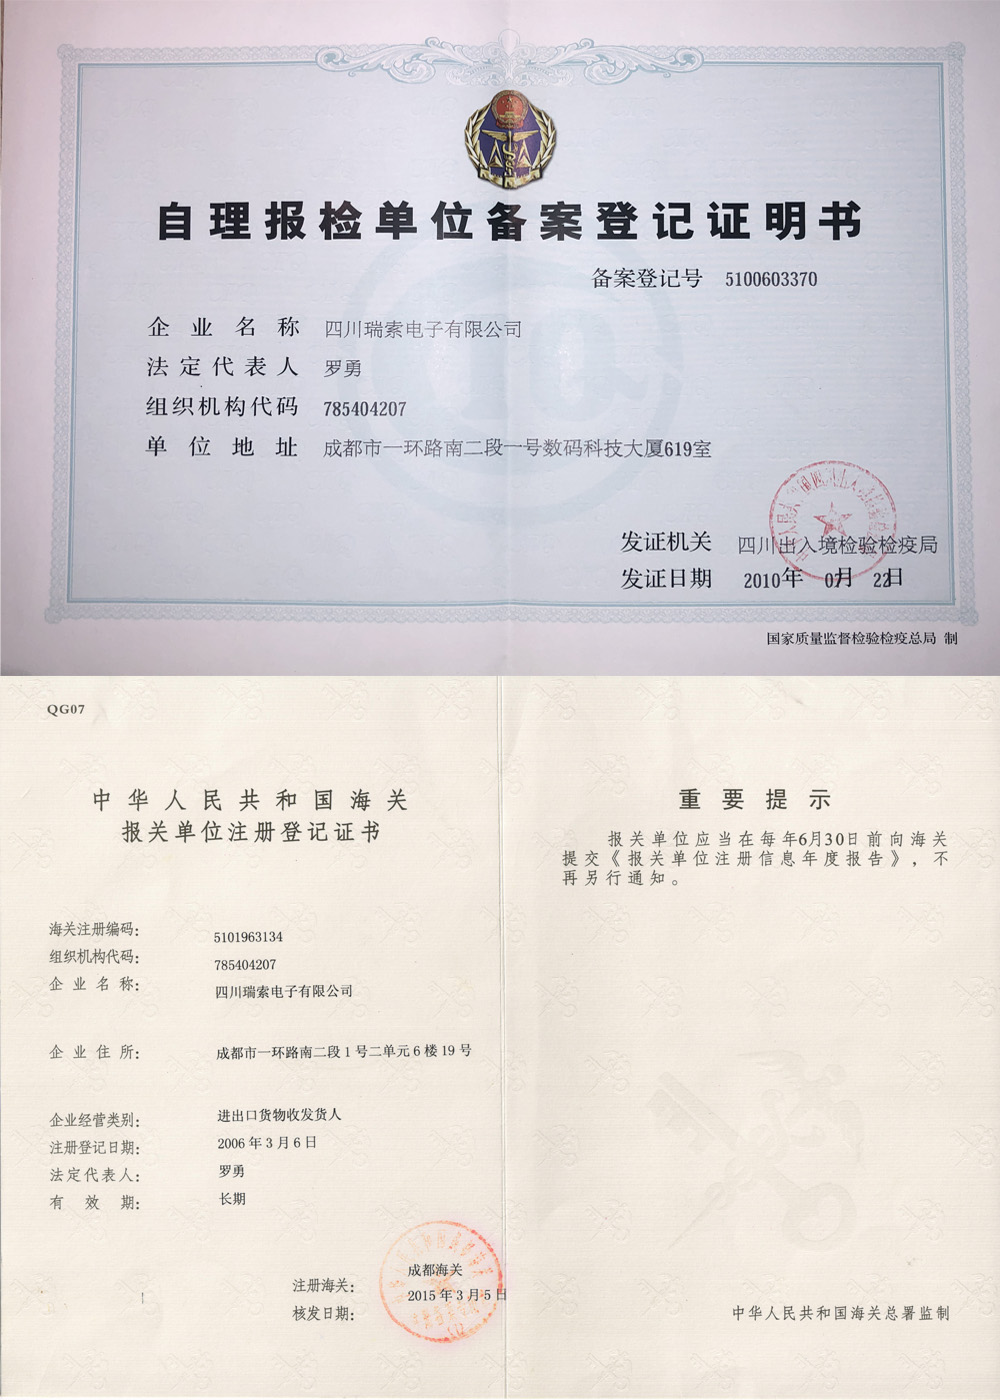 自理报检单位备案登记证明书
备案登记号 5100603370
企业名称 四川瑞索电子有限公司
法定代表人 罗勇
组织机构代码 785404207
单位地址 成都市一环路南二段一号数码科技大厦619室
发证机关 四川出入境检验检疫局
发证日期 2010年 07月 22日
国家质量监督检验检疫总局 制
QG07
中华人民共和国海关
报关单位注册登记证书
海关注册编码: 5101963134
组织机构代码: 785404207
企业名称: 四川瑞索电子有限公司
企业住所: 成都市一环路南二段1号二单元6楼19号
企业经营类别: 进出口货物收发货人
注册登记日期: 2006年3月6日
法定代表人: 罗勇
有效期: 长期
注册海关: 成都海关
核发日期: 2015年3月5日
重要提示
报关单位应当在每年6月30日前向海关
提交《报关单位注册信息年度报告》，不
再另行通知。
中华人民共和国海关总署监制